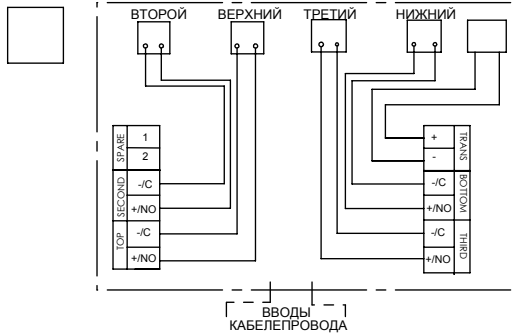 ВТОРОЙ ВЕРХНИЙ ТРЕТИЙ НИЖНИЙ
SPARE
1
2
SECOND
-/C
+/NO
TOP
-/C
+/NO
+
-
TRANS
-/C
+/NO
BOTTOM
-/C
+/NO
THIRD
ВВОДЫ
КАБЕЛЕПРОВОДА